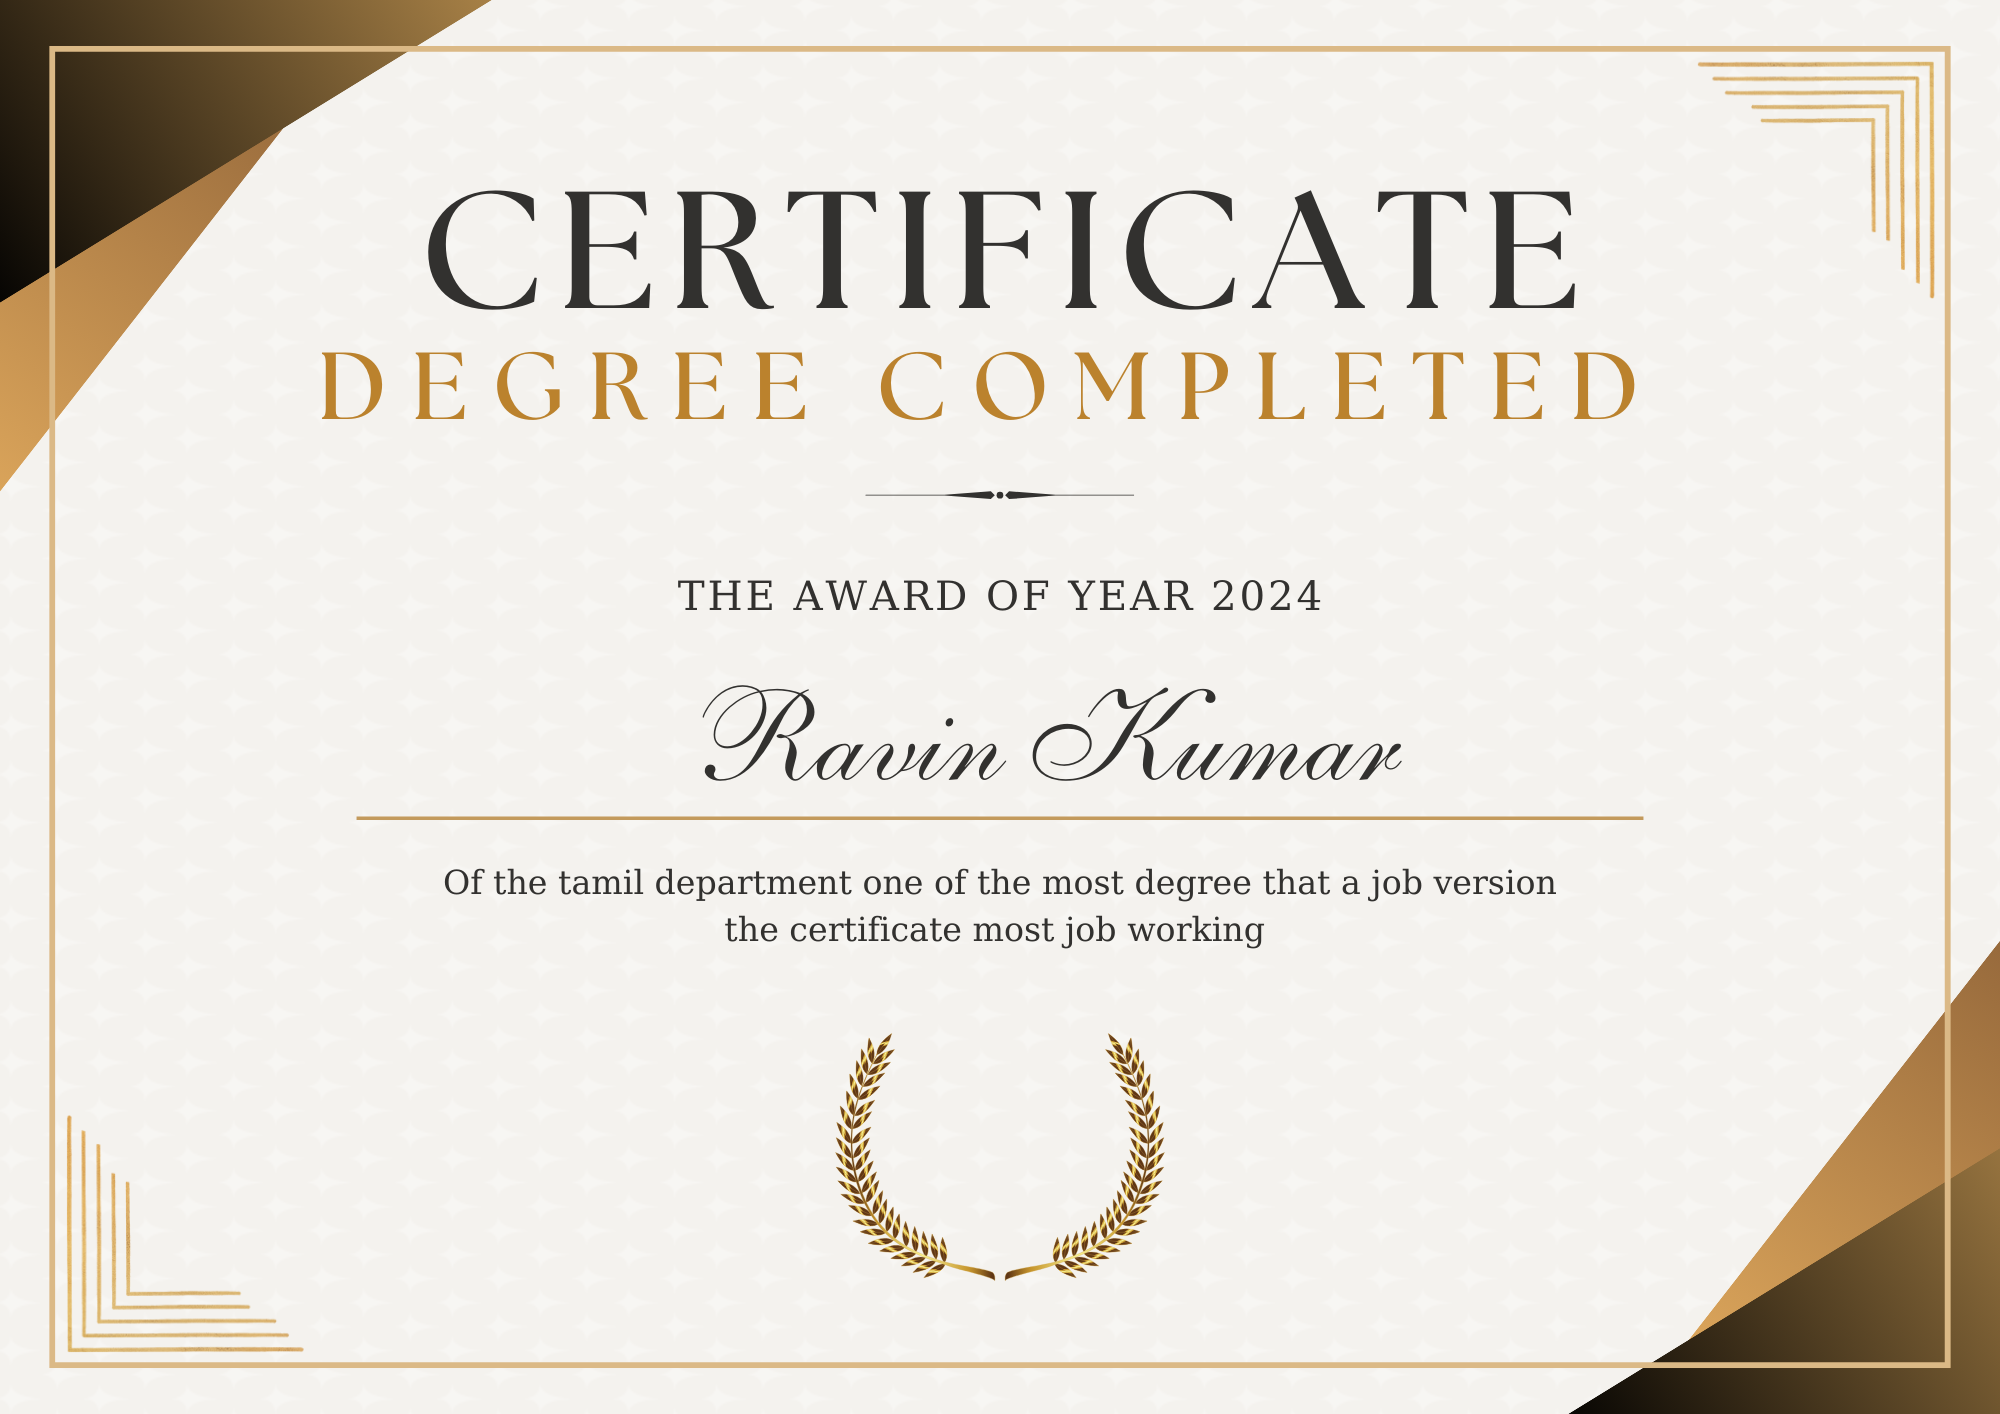 CERTIFICATE
DEGREE COMPLETED
THE AWARD OF YEAR 2024
Ravin Kumar
Of the tamil department one of the most degree that a job version
the certificate most job working